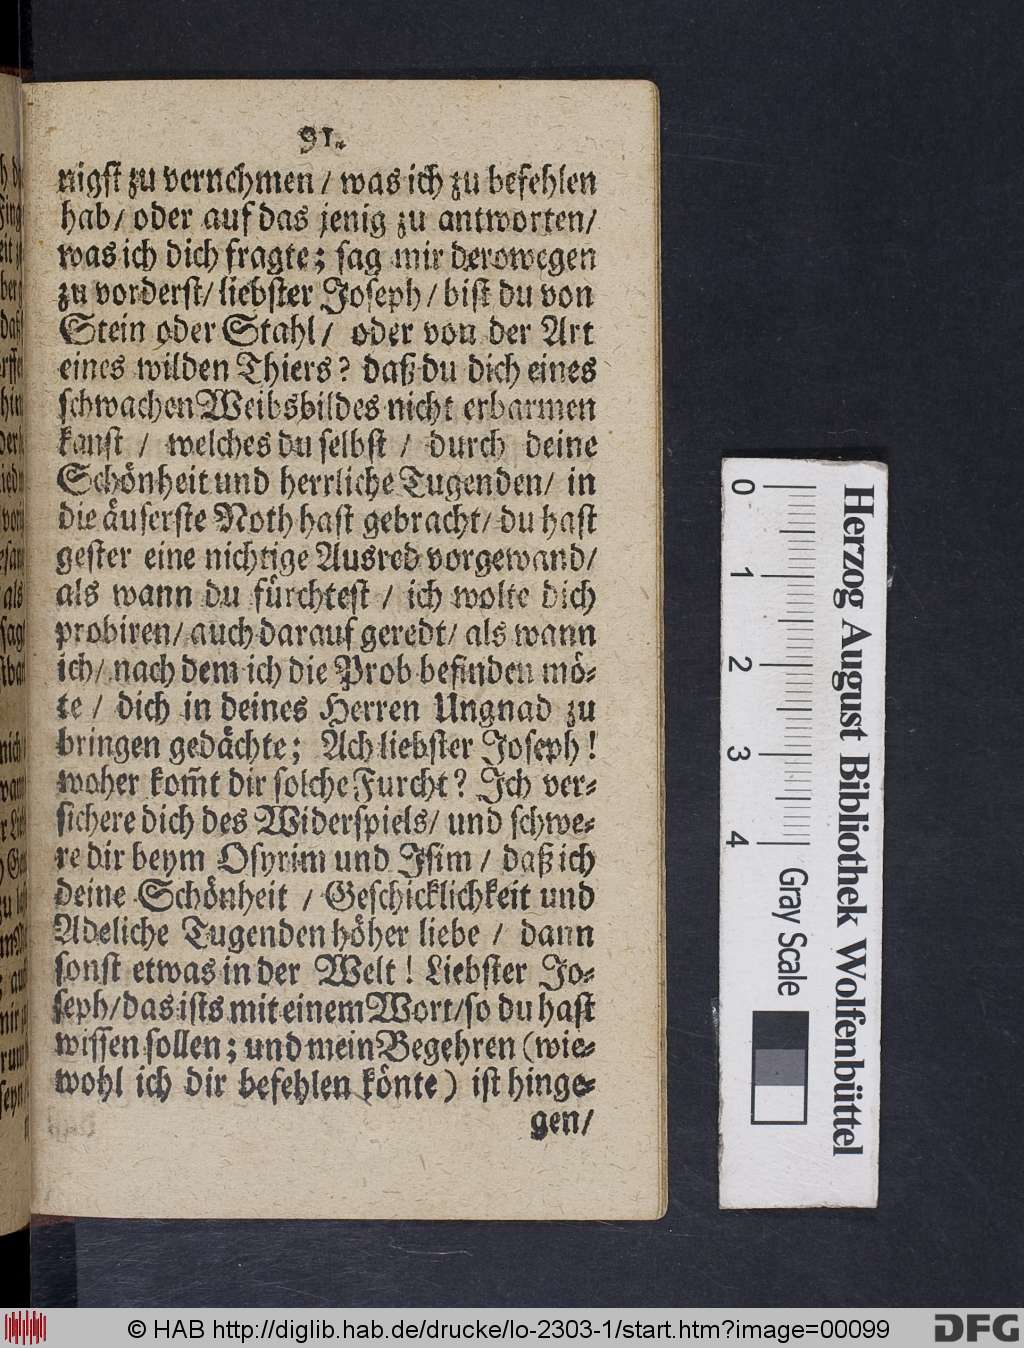 91.
nigst zu vernehmen / was ich zu befehlen
hab/ oder auf das jenig zu antworten/
was ich dich fragte; sag mir derowegen
zu vorderst/ liebster Joseph / bist du von
Stein oder Stahl/ oder von der Art
eines wilden Thiers? daß du dich eines
schwachen Weibsbildes nicht erbarmen
kanst / welches du selbst / durch deine
Schönheit und herrliche Tugenden/ in
die äuserste Noth hast gebracht/ du hast
gester eine nichtige Ausred vorgewand/
als wann du fürchtest / ich wolte dich
probiren/ auch darauf geredt/ als wann
ich/ nach dem ich die Prob befinden mö-
te / dich in deines Herren Ungnad zu
bringen gedächte; Ach liebster Joseph!
woher kom̃t dir solche Furcht? Ich ver-
sichere dich des Widerspiels/ und schwe-
re dir beym Osyrim und Isim / daß ich
deine Schönheit / Geschicklichkeit und
Adeliche Tugenden höher liebe / dann
sonst etwas in der Welt! Liebster Jo-
seph/ das ists mit einem Wort/ so du hast
wissen sollen; und mein Begehren (wie-
wohl ich dir befehlen könte) ist hinge-
gen/
Herzog August Bibliothek Wolfenbüttel
0 1 2 3 4
Gray Scale
© HAB http://diglib.hab.de/drucke/lo-2303-1/start.htm?image=00099
DFG